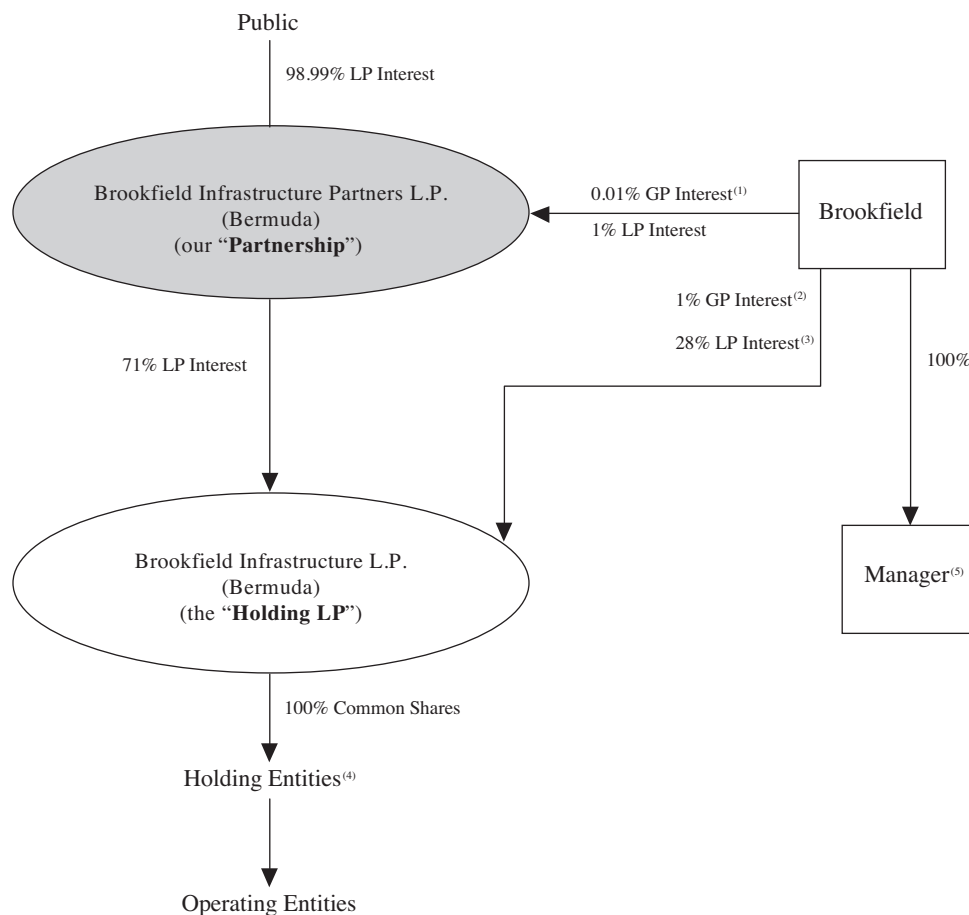 Public
98.99% LP Interest
Brookfield Infrastructure Partners L.P.
(Bermuda)
(our “Partnership”)
0.01% GP Interest(1)
1% LP Interest
Brookfield
1% GP Interest(2)
28% LP Interest(3)
71% LP Interest
100%
Brookfield Infrastructure L.P.
(Bermuda)
(the “Holding LP”)
Manager(5)
100% Common Shares
Holding Entities(4)
Operating Entities